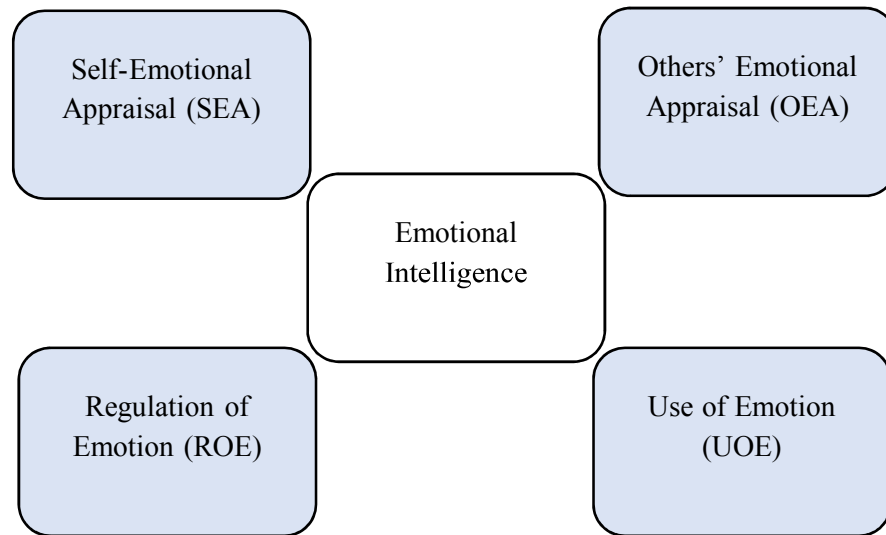 Self-Emotional
Appraisal (SEA)
Others’ Emotional
Appraisal (OEA)
Emotional
Intelligence
Regulation of
Emotion (ROE)
Use of Emotion
(UOE)